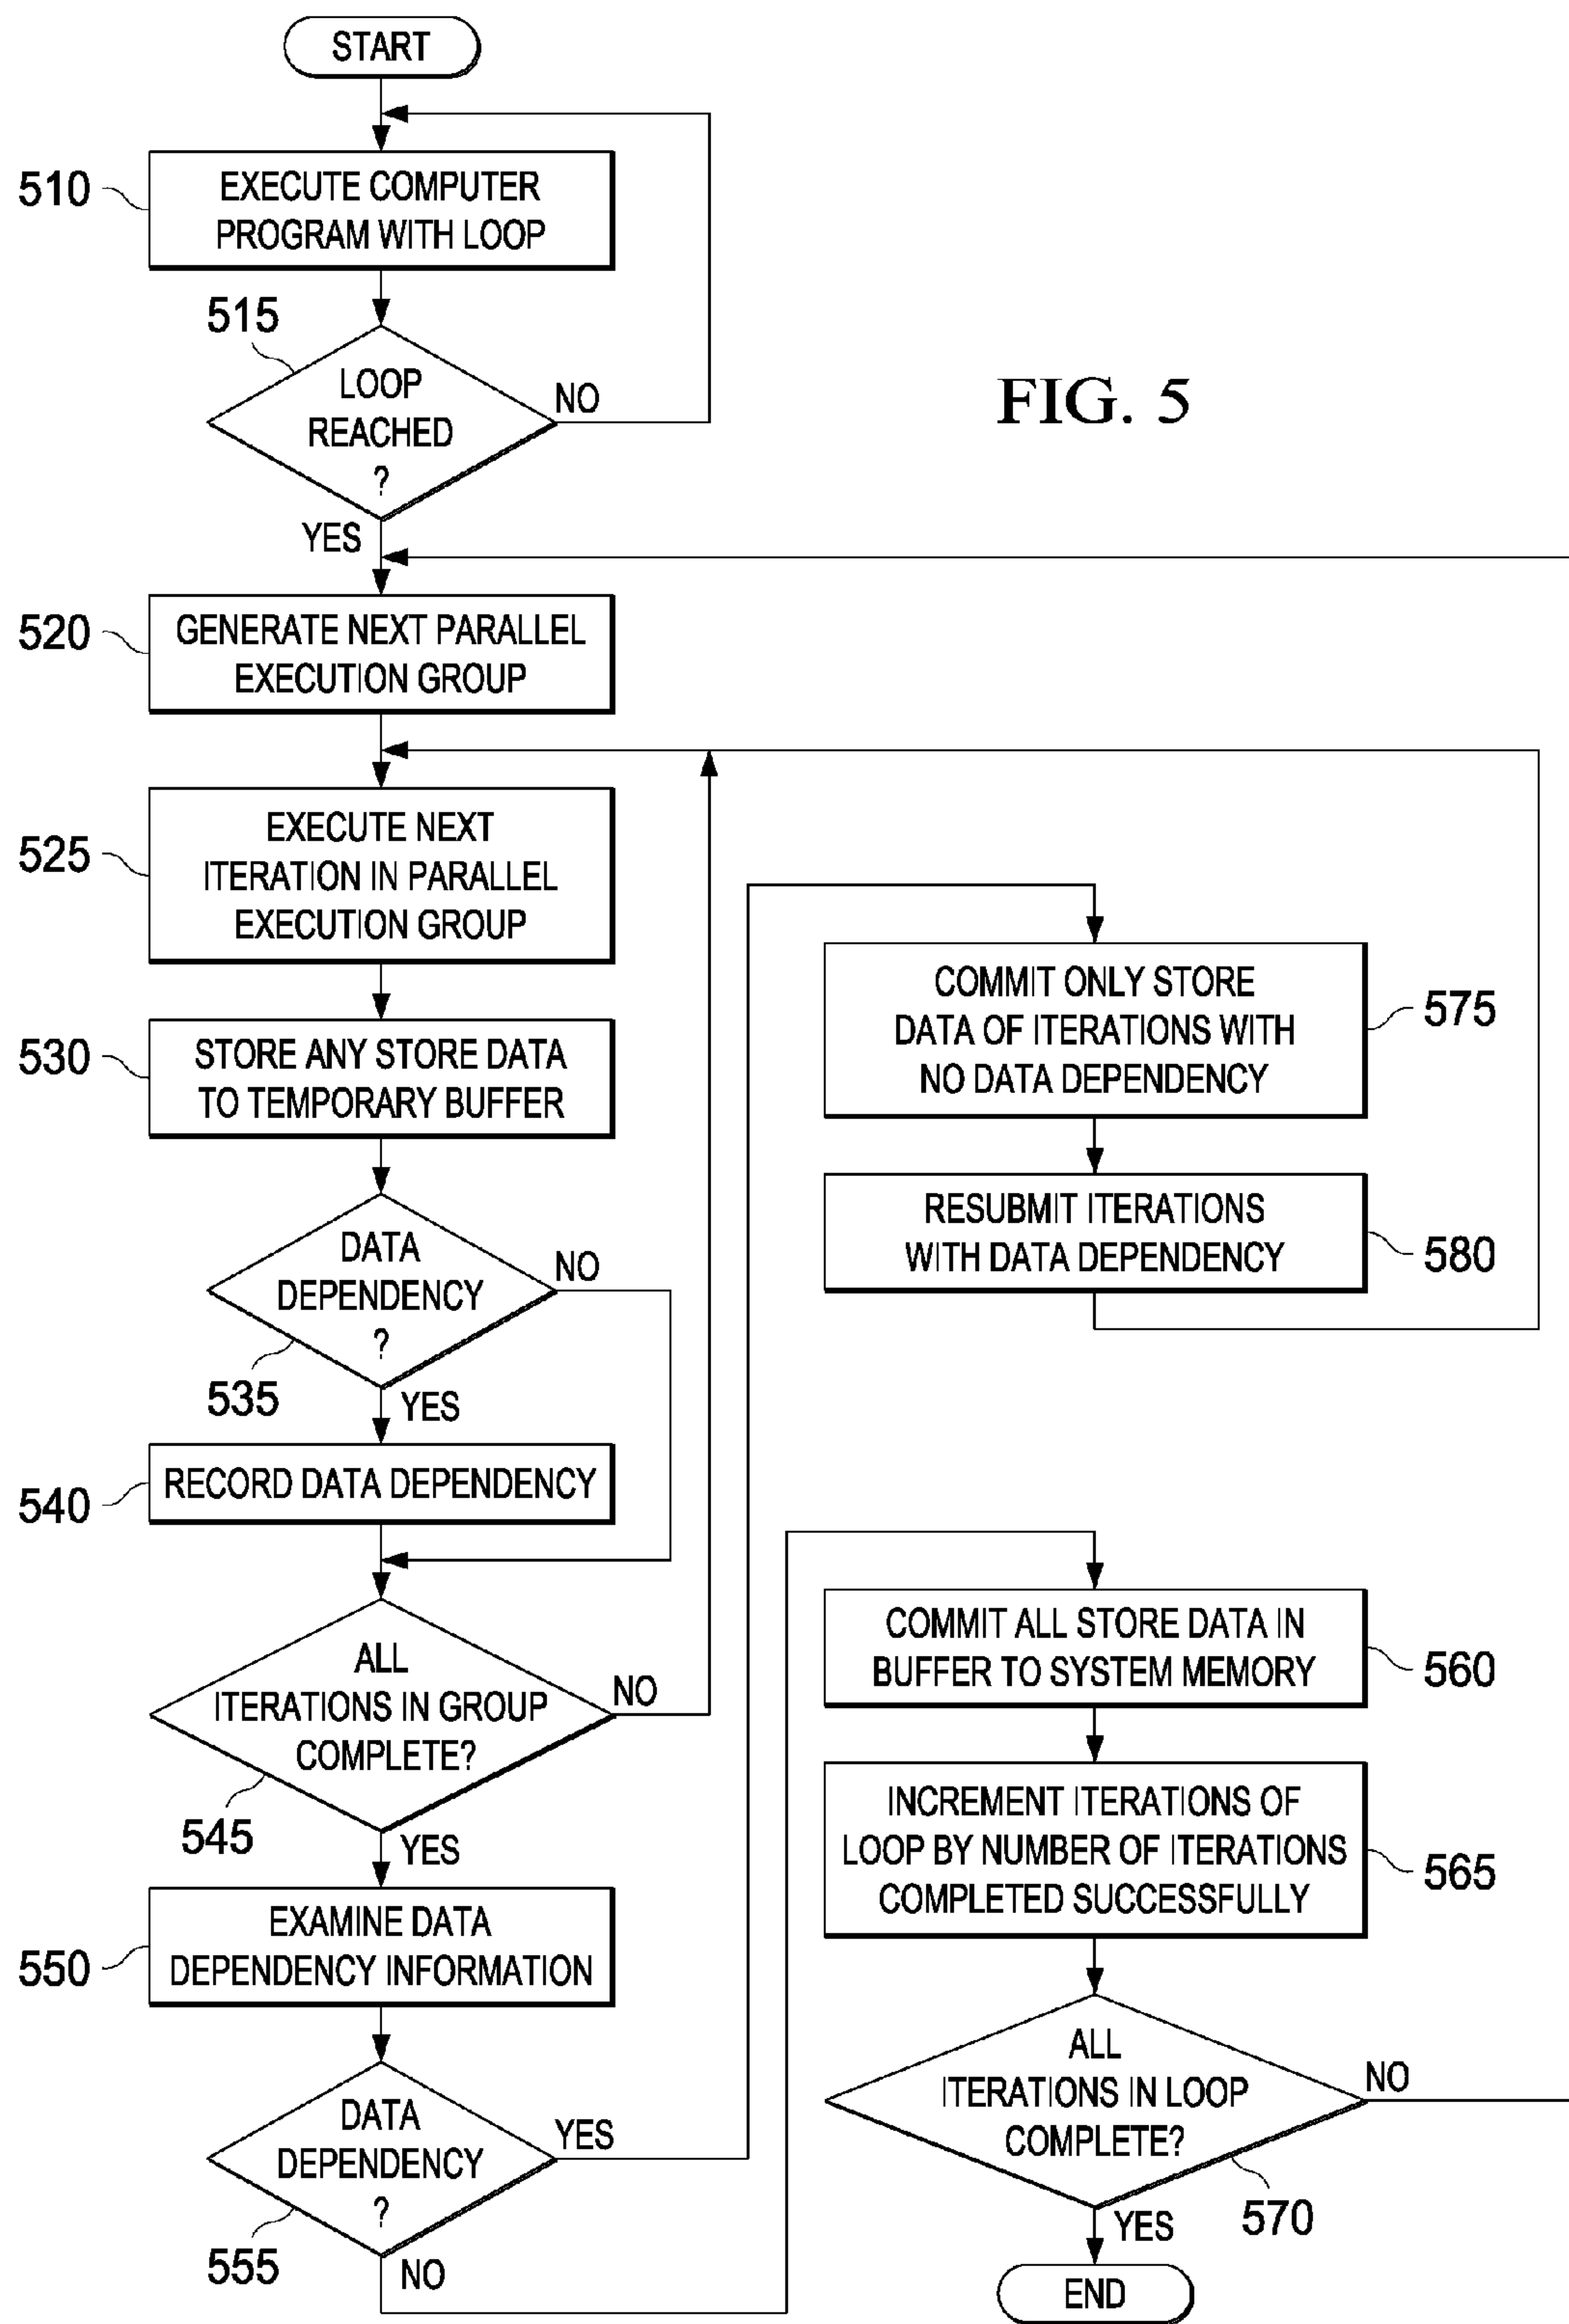 START
510
EXECUTE COMPUTER
PROGRAM WITH LOOP
515
LOOP
REACHED
?
NO
YES
FIG. 5
520
GENERATE NEXT PARALLEL
EXECUTION GROUP
525
EXECUTE NEXT
ITERATION IN PARALLEL
EXECUTION GROUP
530
STORE ANY STORE DATA
TO TEMPORARY BUFFER
DATA
DEPENDENCY
?
NO
535
YES
540
RECORD DATA DEPENDENCY
ALL
ITERATIONS IN GROUP
COMPLETE?
NO
545
YES
550
EXAMINE DATA
DEPENDENCY INFORMATION
DATA
DEPENDENCY
?
YES
555
NO
COMMIT ONLY STORE
DATA OF ITERATIONS WITH
NO DATA DEPENDENCY
575
RESUBMIT ITERATIONS
WITH DATA DEPENDENCY
580
COMMIT ALL STORE DATA IN
BUFFER TO SYSTEM MEMORY
560
INCREMENT ITERATIONS OF
LOOP BY NUMBER OF ITERATIONS
COMPLETED SUCCESSFULLY
565
ALL
ITERATIONS IN LOOP
COMPLETE?
NO
570
YES
END